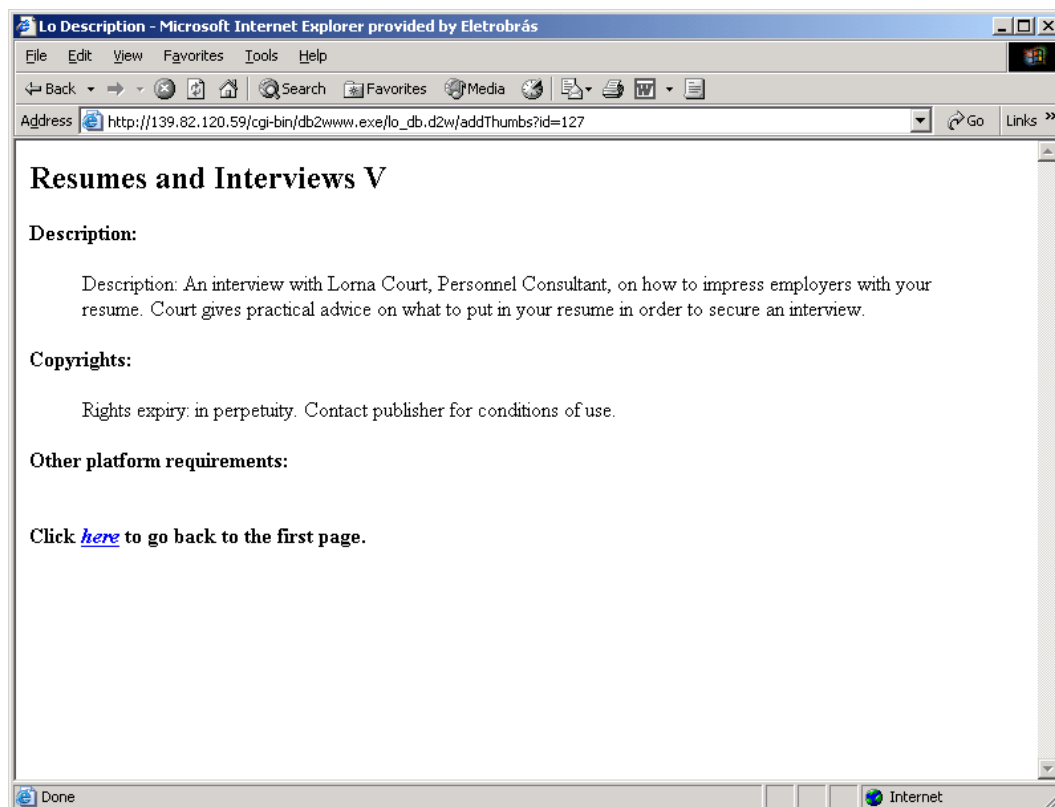 Lo Description - Microsoft Internet Explorer provided by Eletrobrás
File Edit View Favorites Tools Help
Back Search Favorites Media
Address http://139.82.120.59/cgi-bin/db2www.exe/lo_db.d2w/addThumbs?id=127 Go Links »
Resumes and Interviews V
Description:
Description: An interview with Lorna Court, Personnel Consultant, on how to impress employers with your
resume. Court gives practical advice on what to put in your resume in order to secure an interview.
Copyrights:
Rights expiry: in perpetuity. Contact publisher for conditions of use.
Other platform requirements:
Click here to go back to the first page.
Done Internet